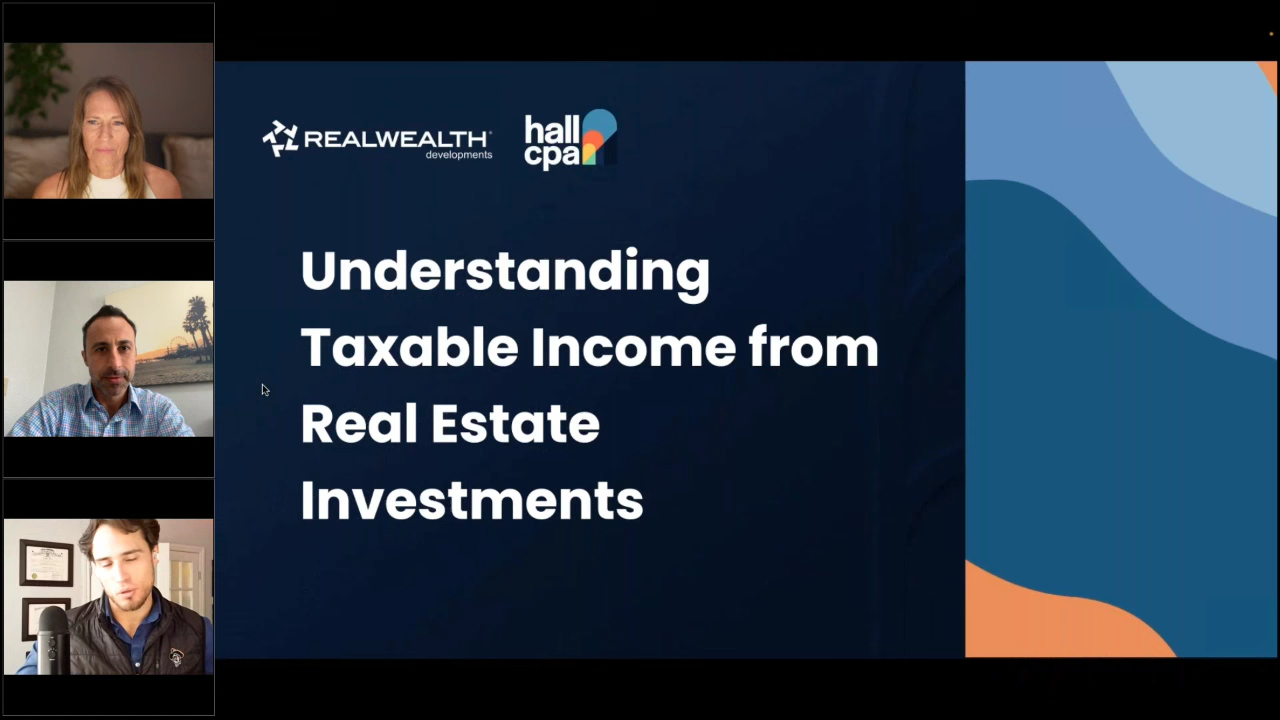 REALWEALTH
developments
hall
cpa
Understanding
Taxable Income from
Real Estate
Investments